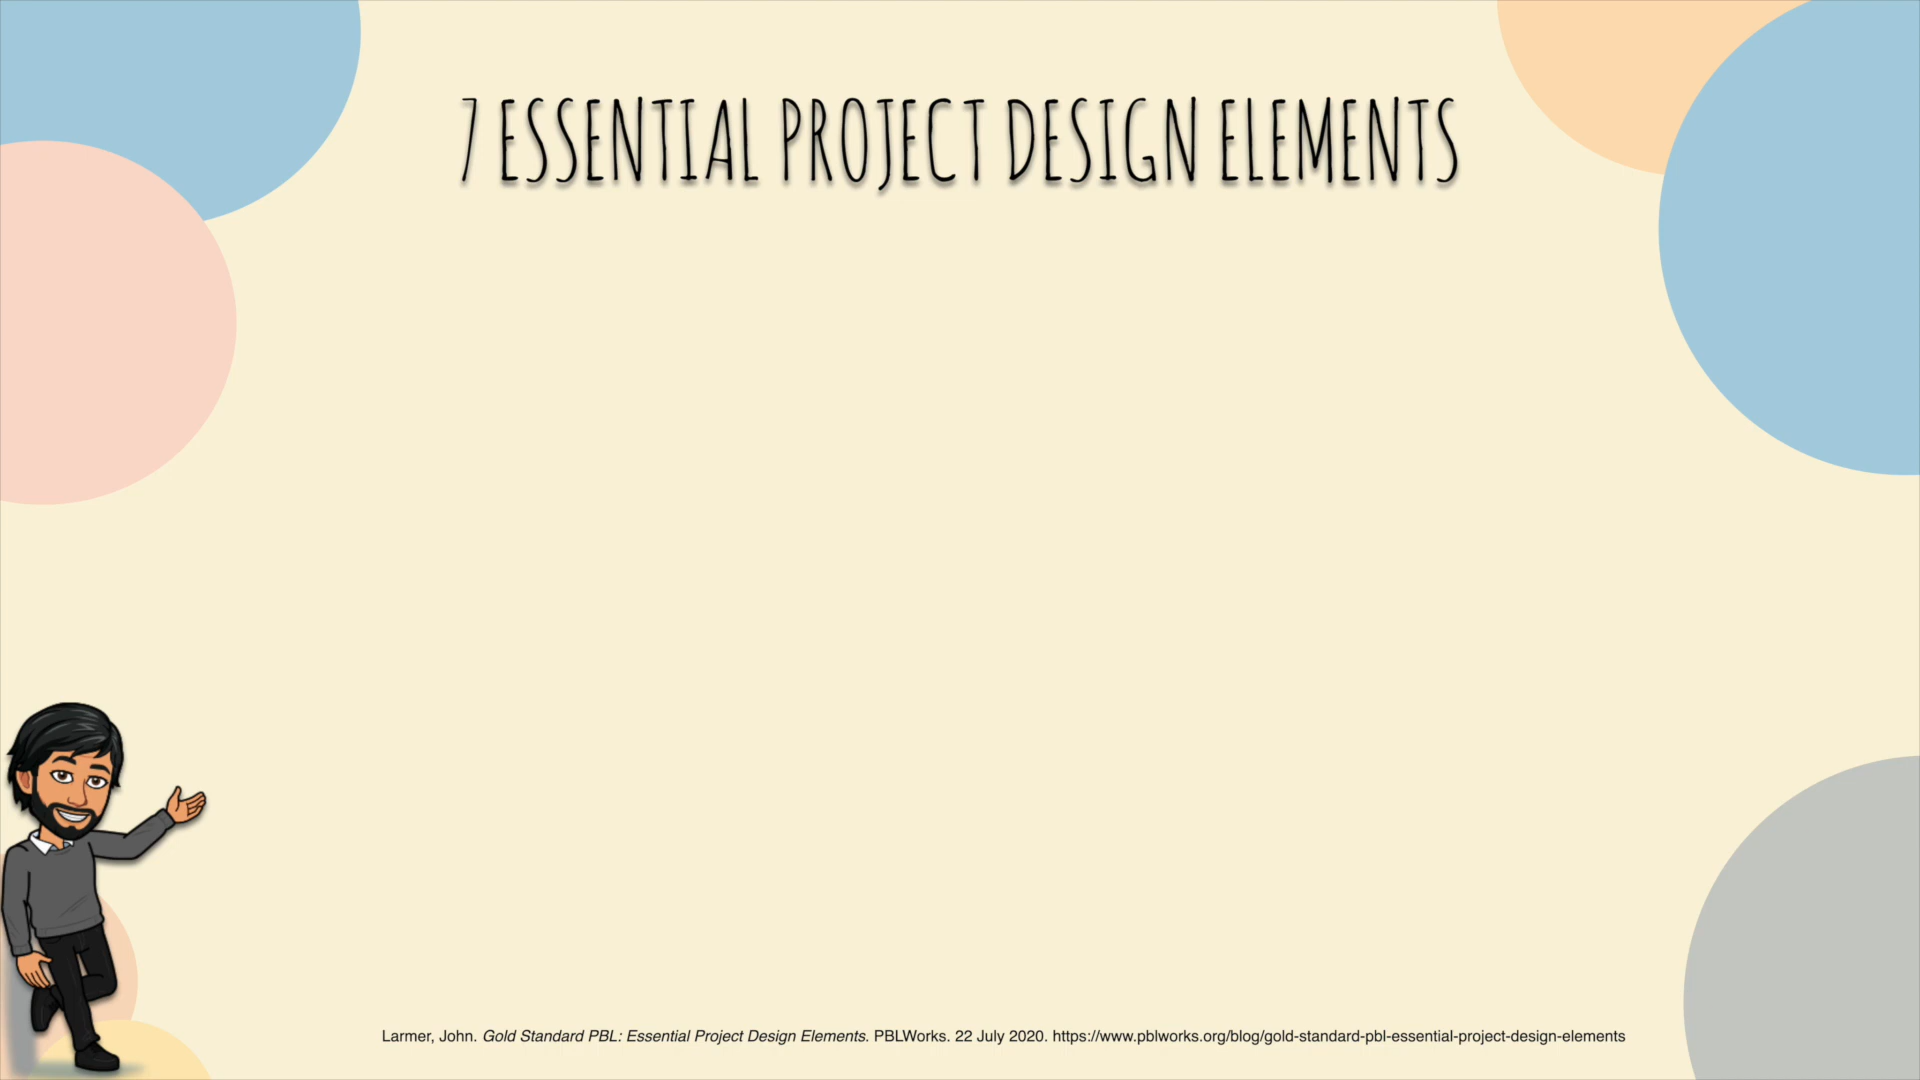 7 ESSENTIAL PROJECT DESIGN ELEMENTS
Larmer, John. Gold Standard PBL: Essential Project Design Elements. PBLWorks. 22 July 2020. https://www.pblworks.org/blog/gold-standard-pbl-essential-project-design-elements